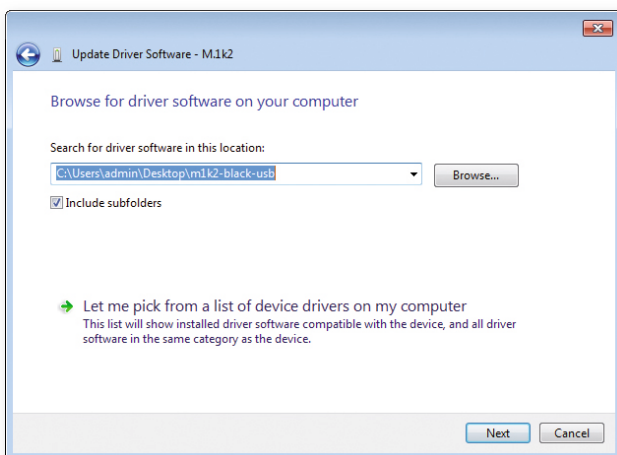 Update Driver Software - M.1k2
Browse for driver software on your computer
Search for driver software in this location:
C:\Users\admin\Desktop\m1k2-black-usb
Browse...
Include subfolders
Let me pick from a list of device drivers on my computer
This list will show installed driver software compatible with the device, and all driver
software in the same category as the device.
Next
Cancel